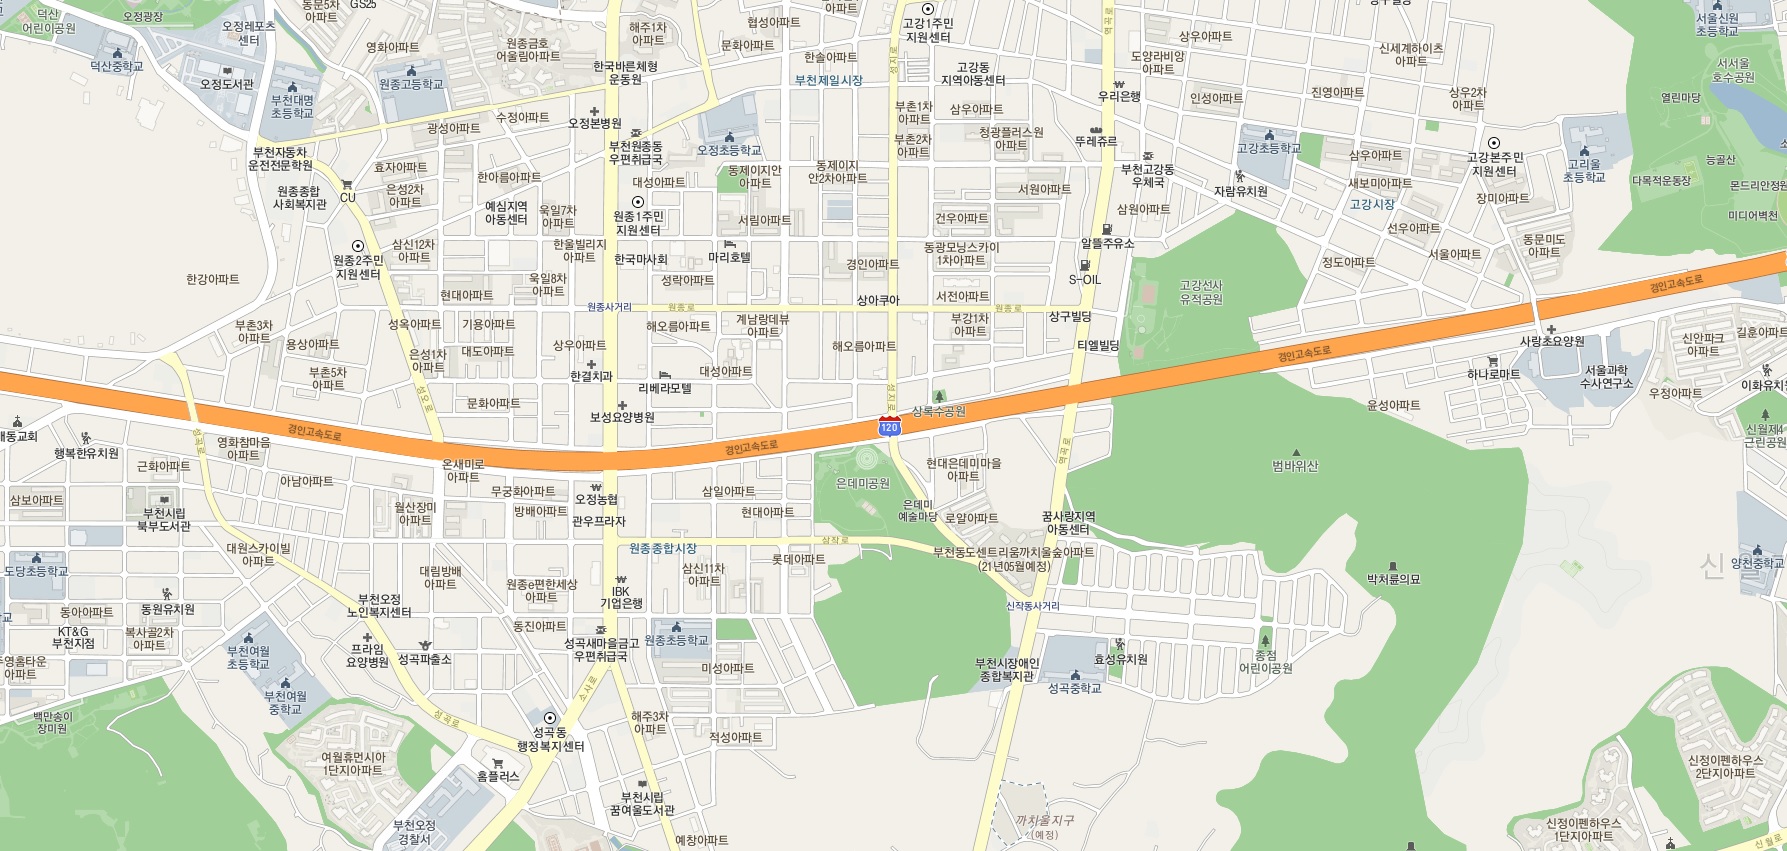 덕산
어린이공원
오정광장
오정레포츠
센터
동문5차
아파트
GS25
해주1차
아파트
협성아파트
아파트
고강1주민
지원센터
서울신원
초등학교
덕산중학교
오정도서관
영화아파트
원종금호
어울림아파트
문화아파트
한솔아파트
상우아파트
신세계하이츠
아파트
도양라비앙
아파트
서서울
호수공원
원종고등학교
한국바른체형
운동원
부천제일시장
고강동
지역아동센터
우리은행
부천대명
초등학교
인성아파트
진영아파트
상우2차
아파트
열린마당
광성아파트
수정아파트
오정본병원
부촌1차
아파트
삼우아파트
부촌2차
아파트
청광플러스원
아파트
뚜레쥬르
부천자동차
운전전문학원
부천원종동
우편취급국
오정초등학교
고강초등학교
삼우아파트
고강본주민
지원센터
고리울
초등학교
능골산
효자아파트
한아름아파트
대성아파트
동제이지안
아파트
동제이지
안2차아파트
서원아파트
부천고강동
우체국
자람유치원
새보미아파트
다목적운동장
몬드리안정원
원종종합
사회복지관
CU
은성2차
아파트
예심지역
아동센터
욱일7차
아파트
원종1주민
지원센터
서림아파트
건우아파트
삼원아파트
고강시장
장미아파트
미디어벽천
선우아파트
원종2주민
지원센터
삼신12차
아파트
한울빌리지
아파트
한국마사회
마리호텔
경인아파트
동광모닝스카이
1차아파트
알뜰주유소
S-OIL
정도아파트
서울아파트
동문미도
아파트
한강아파트
현대아파트
욱일8차
아파트
성락아파트
상아쿠아
서전아파트
고강선사
유적공원
경인고속도로
원종사거리
원종로
원종로
부촌3차
아파트
성옥아파트
기용아파트
해오름아파트
계남랑데뷰
아파트
부강1차
아파트
상구빌딩
용상아파트
은성1차
아파트
대도아파트
상우아파트
해오름아파트
티엘빌딩
경인고속도로
사랑초요양원
신안파크
아파트
길훈아파트
부촌5차
아파트
한결치과
리베라모텔
대성아파트
하나로마트
서울과학
수사연구소
이화유치원
우정아파트
성오로
성지로
성지로
역곡로
문화아파트
보성요양병원
상록수공원
120
윤성아파트
신월제4
근린공원
행복한유치원
영화참마음
아파트
경인고속도로
경인고속도로
성곡로
역곡로
근화아파트
온새미로
아파트
은데미공원
현대은데미마을
아파트
범바위산
아남아파트
삼보아파트
부천시립
북부도서관
무궁화아파트
오정농협
삼일아파트
월산장미
아파트
방배아파트
관우프라자
현대아파트
은데미
예술마당
로얄아파트
꿈사랑지역
아동센터
대원스카이빌
아파트
원종종합시장
삼작로
부천동도센트리움까치울숲아파트
(21년05월예정)
신
도당초등학교
대림방배
아파트
원종e편한세상
아파트
삼신11차
아파트
롯데아파트
박처륜의묘
양천중학교
동아아파트
동원유치원
부천오정
노인복지센터
IBK
기업은행
신작동사거리
KT&G
부천지점
복사골2차
아파트
동진아파트
부천여월
초등학교
프라임
요양병원
성곡파출소
성곡새마을금고
우편취급국
원종초등학교
미성아파트
부천시장애인
종합복지관
성곡중학교
효성유치원
종점
어린이공원
아파트
부천여월
중학교
소사로
성곡로
백만송이
장미원
성곡동
행정복지센터
해주3차
아파트
적성아파트
여월휴먼시아
1단지아파트
홈플러스
신정이펜하우스
2단지아파트
부천시립
꿈여울도서관
까치울지구
(예정)
부천오정
경찰서
예창아파트
신정이펜하우스
1단지아파트
신월로